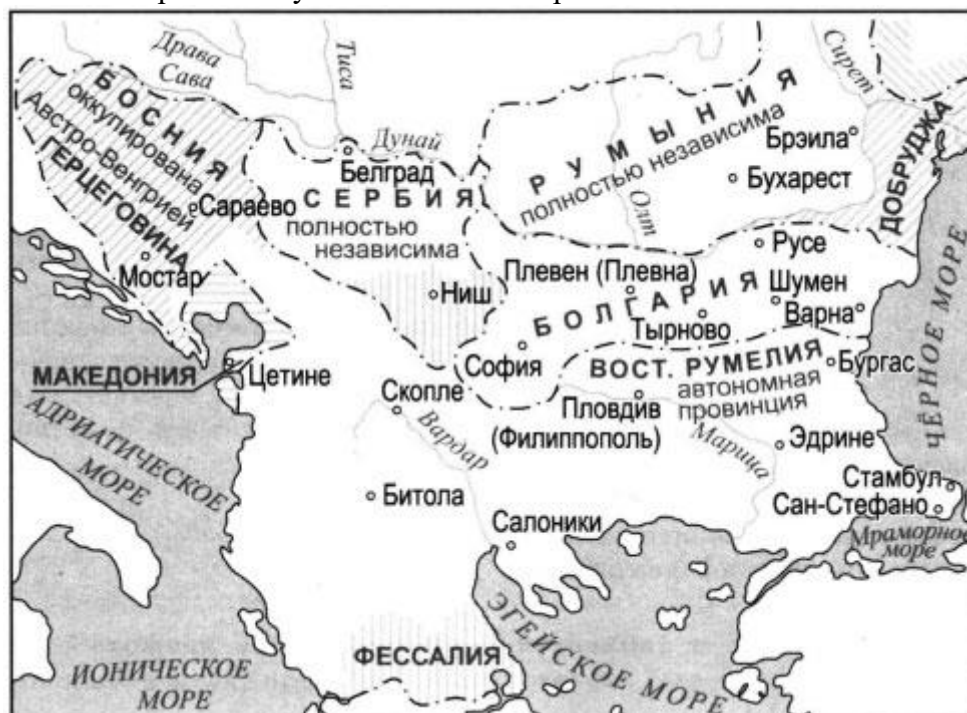 Драва
Сава
Тиса
Сирет
БОСНИЯ
оккупирована
Австро-Венгрией
ГЕРЦЕГОВИНА
Сараево
Мостар
Дунай
Белград
СЕРБИЯ
полностью
независима
Ниш
РУМЫНИЯ
полностью независима
Брэила
Бухарест
Олт
ДОБРУДЖА
Русе
Плевен (Плевна)
Шумен
БОЛГАРИЯ
Варна
Тырново
София
ВОСТ. РУМЕЛИЯ
автономная
провинция
Бургас
Пловдив
(Филиппополь)
Марица
Эдрине
ЧЁРНОЕ МОРЕ
МАКЕДОНИЯ
Цетине
Скопле
Вардар
Битола
Салоники
Стамбул
Сан-Стефано
Мраморное
море
АДРИАТИЧЕСКОЕ
МОРЕ
ЭГЕЙСКОЕ МОРЕ
ФЕССАЛИЯ
ИОНИЧЕСКОЕ
МОРЕ